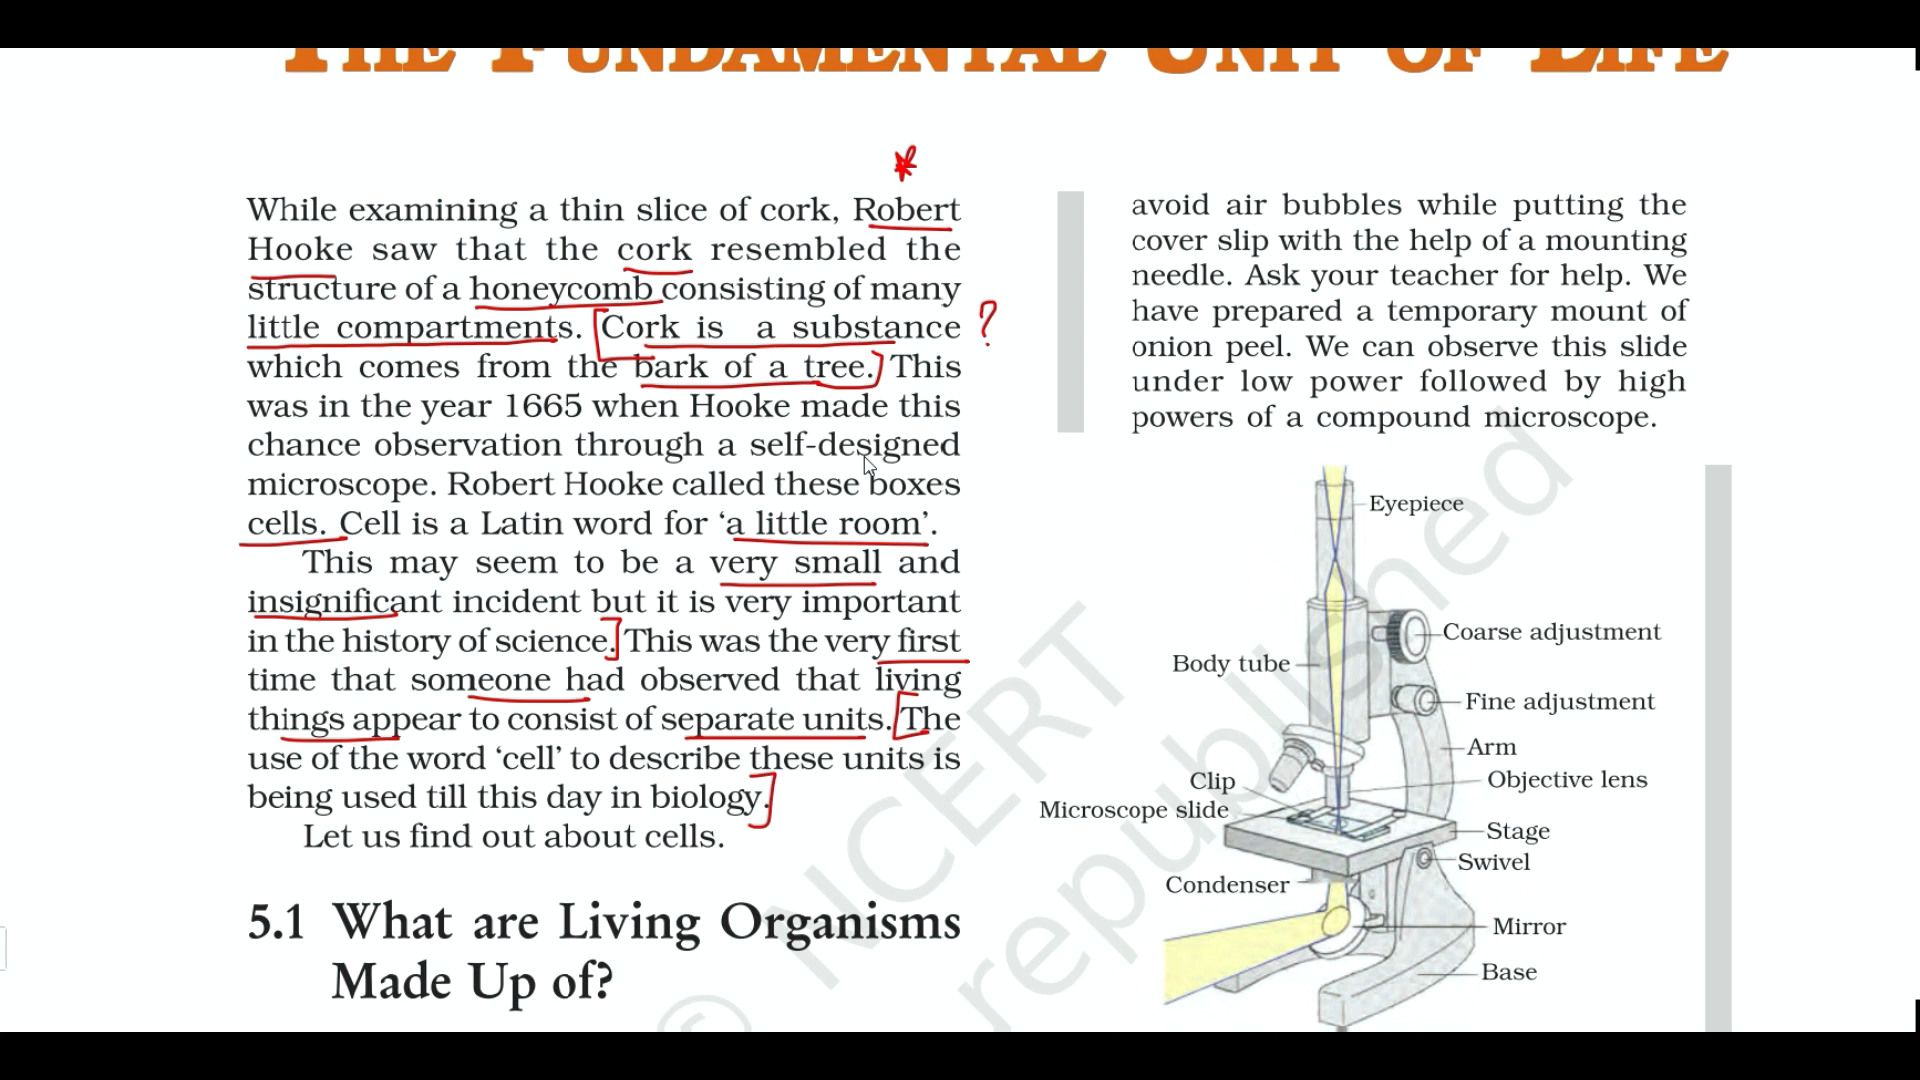 THE FUNDAMENTAL UNIT OF LIFE
While examining a thin slice of cork, Robert
Hooke saw that the cork resembled the
structure of a honeycomb consisting of many
little compartments. Cork is a substance
?
which comes from the bark of a tree. This
was in the year 1665 when Hooke made this
chance observation through a self-designed
microscope. Robert Hooke called these boxes
cells. Cell is a Latin word for ‘a little room’.
This may seem to be a very small and
insignificant incident but it is very important
in the history of science. This was the very first
time that someone had observed that living
things appear to consist of separate units. The
use of the word ‘cell’ to describe these units is
being used till this day in biology.
Let us find out about cells.
5.1 What are Living Organisms
Made Up of?
avoid air bubbles while putting the
cover slip with the help of a mounting
needle. Ask your teacher for help. We
have prepared a temporary mount of
onion peel. We can observe this slide
under low power followed by high
powers of a compound microscope.
Eyepiece
Coarse adjustment
Body tube
Fine adjustment
Arm
Clip
Objective lens
Microscope slide
Stage
Swivel
Condenser
Mirror
Base
© NCERT
republished